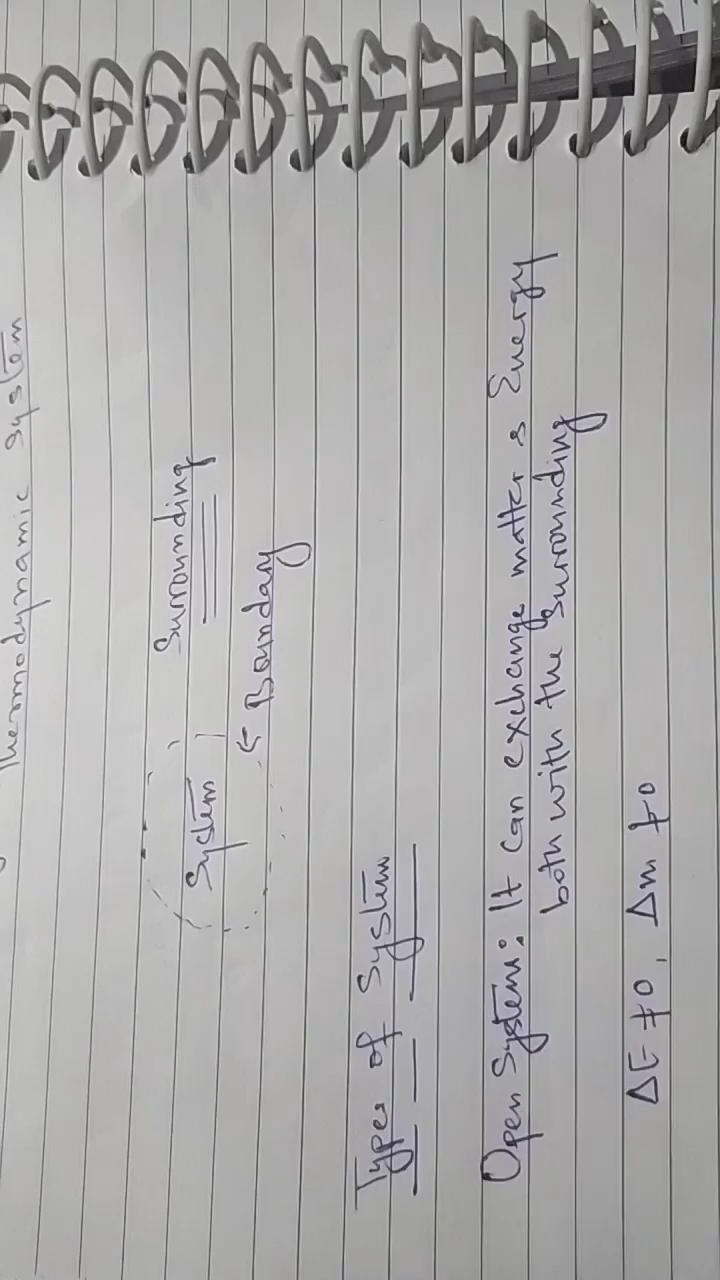 Thermodynamic System
Surrounding
System
← Boundary
Types of System
Open System: It can exchange matter & Energy
both with the surrounding
ΔE ≠ 0, Δm ≠ 0